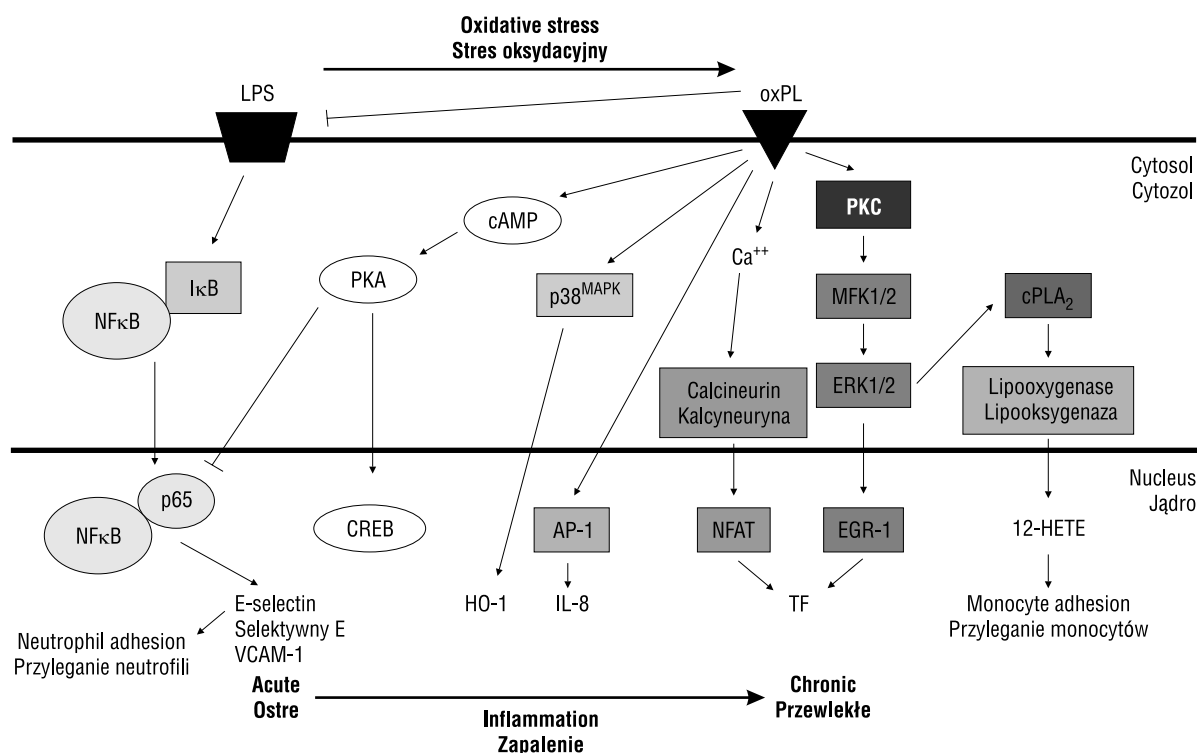 Oxidative stress
Stres oksydacyjny
LPS
oxPL
Cytosol
Cytozol
PKC
cAMP
Ca++
PKA
IκB
p38MAPK
MFK1/2
cPLA2
NFκB
Calcineurin
Kalcyneuryna
ERK1/2
Lipooxygenase
Lipooksygenaza
Nucleus
Jądro
p65
NFκB
CREB
AP-1
NFAT
EGR-1
12-HETE
HO-1
IL-8
TF
E-selectin
Selektywny E
VCAM-1
Neutrophil adhesion
Przyleganie neutrofili
Monocyte adhesion
Przyleganie monocytów
Acute
Ostre
Chronic
Przewlekłe
Inflammation
Zapalenie